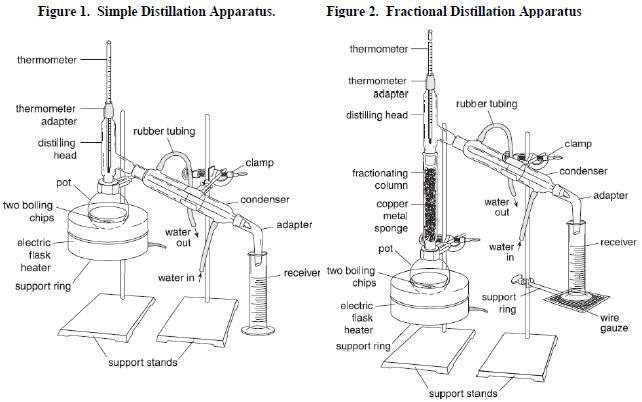 Figure 1. Simple Distillation Apparatus.
thermometer
thermometer
adapter
distilling
head
rubber tubing
clamp
pot
condenser
two boiling
chips
water
out
adapter
electric
flask
heater
water in
receiver
support ring
support stands
Figure 2. Fractional Distillation Apparatus
thermometer
thermometer
adapter
distilling head
rubber tubing
clamp
condenser
fractionating
column
adapter
copper
metal
sponge
water
out
receiver
pot
water
in
two boiling
chips
support
ring
electric
flask
heater
wire
gauze
support ring
support stands